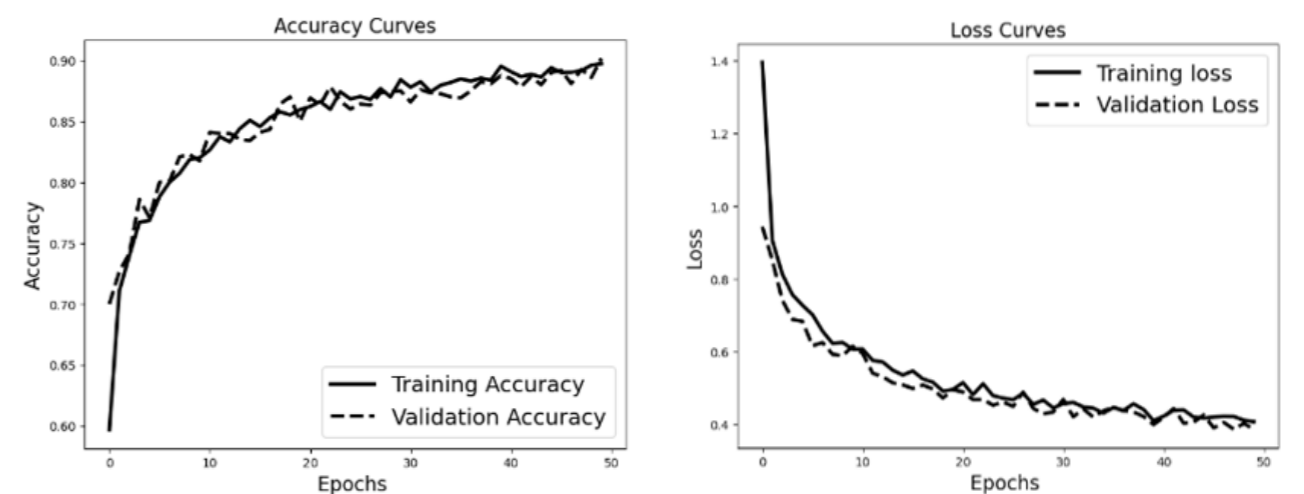 Accuracy Curves
0.90
0.85
0.80
0.75
0.70
0.65
0.60
Accuracy
Training Accuracy
Validation Accuracy
0 10 20 30 40 50
Epochs
Loss Curves
1.4
1.2
1.0
0.8
0.6
0.4
Loss
Training loss
Validation Loss
0 10 20 30 40 50
Epochs